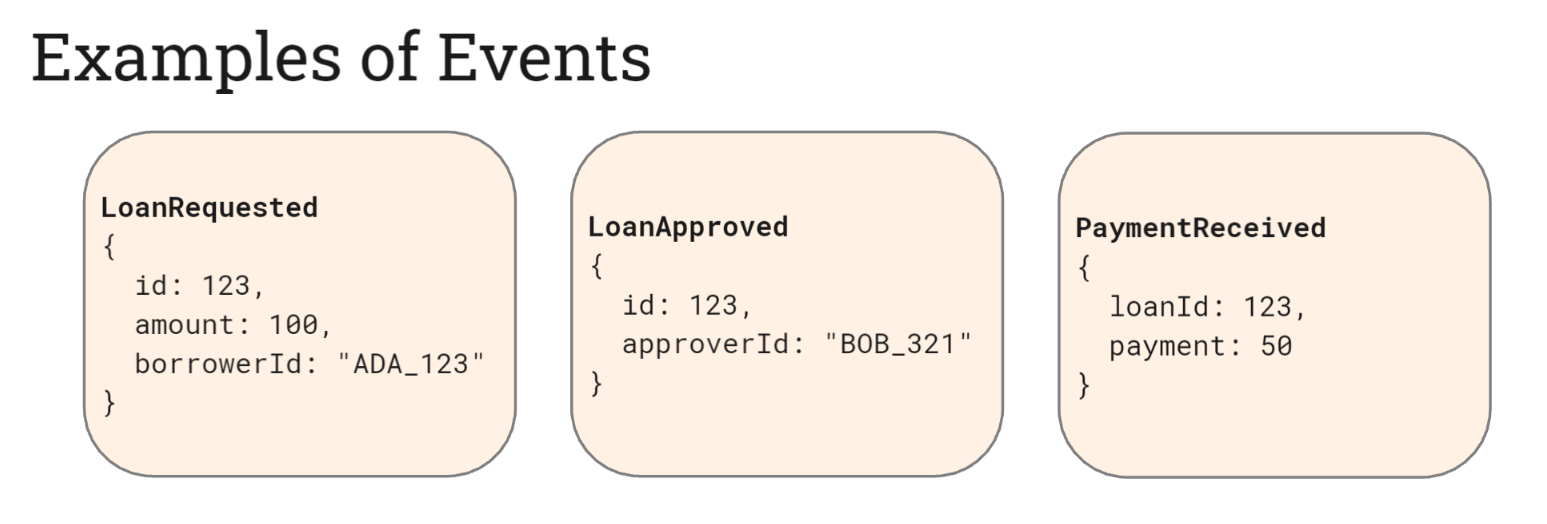 Examples of Events
LoanRequested
{
  id: 123,
  amount: 100,
  borrowerId: "ADA_123"
}
LoanApproved
{
  id: 123,
  approverId: "BOB_321"
}
PaymentReceived
{
  loanId: 123,
  payment: 50
}